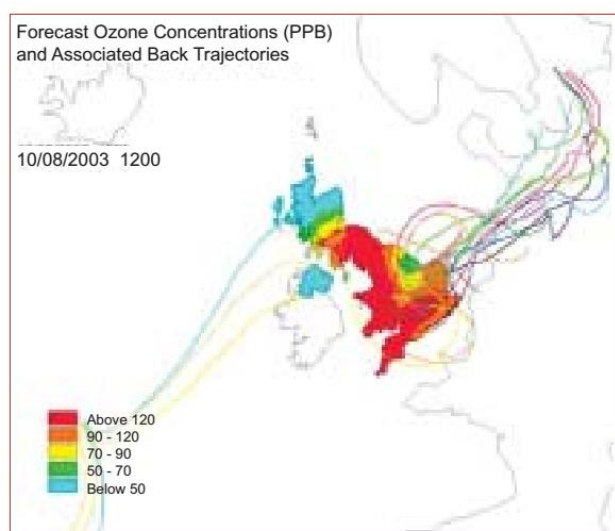 Forecast Ozone Concentrations (PPB)
and Associated Back Trajectories
10/08/2003 1200
Above 120
90 - 120
70 - 90
50 - 70
Below 50